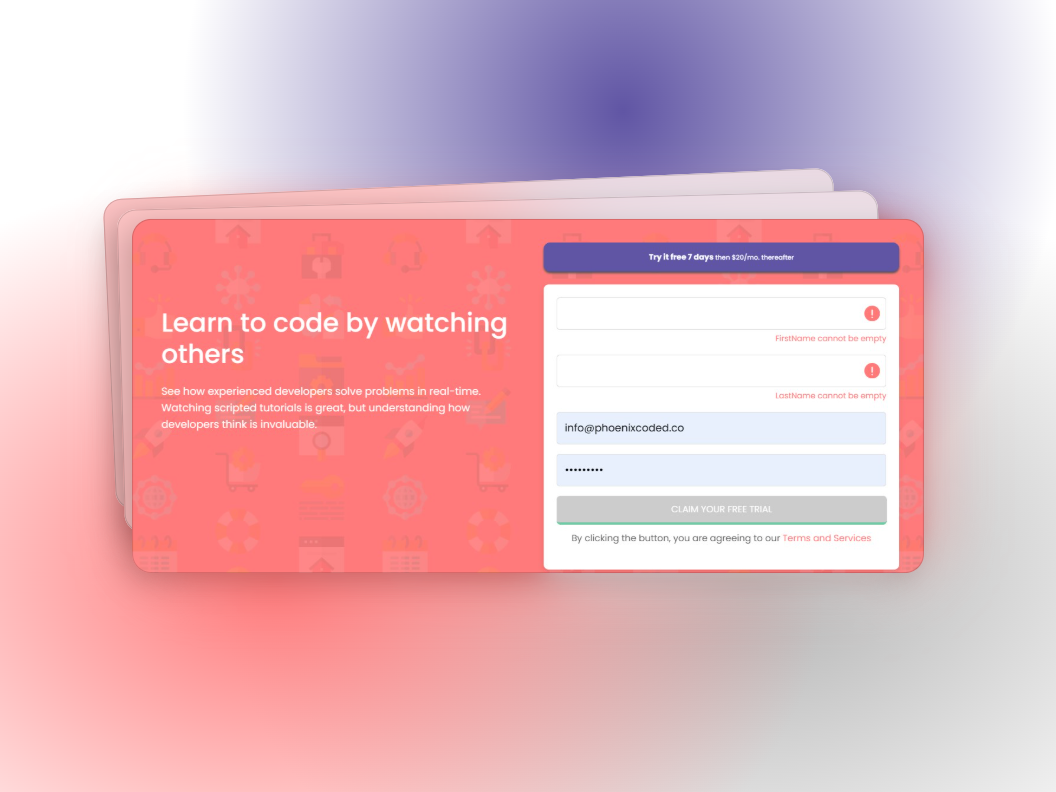 Learn to code by watching
others
See how experienced developers solve problems in real-time.
Watching scripted tutorials is great, but understanding how
developers think is invaluable.
Try it free 7 days then $20/mo. thereafter
FirstName cannot be empty
LastName cannot be empty
info@phoenixcoded.co
•••••••••
CLAIM YOUR FREE TRIAL
By clicking the button, you are agreeing to our Terms and Services